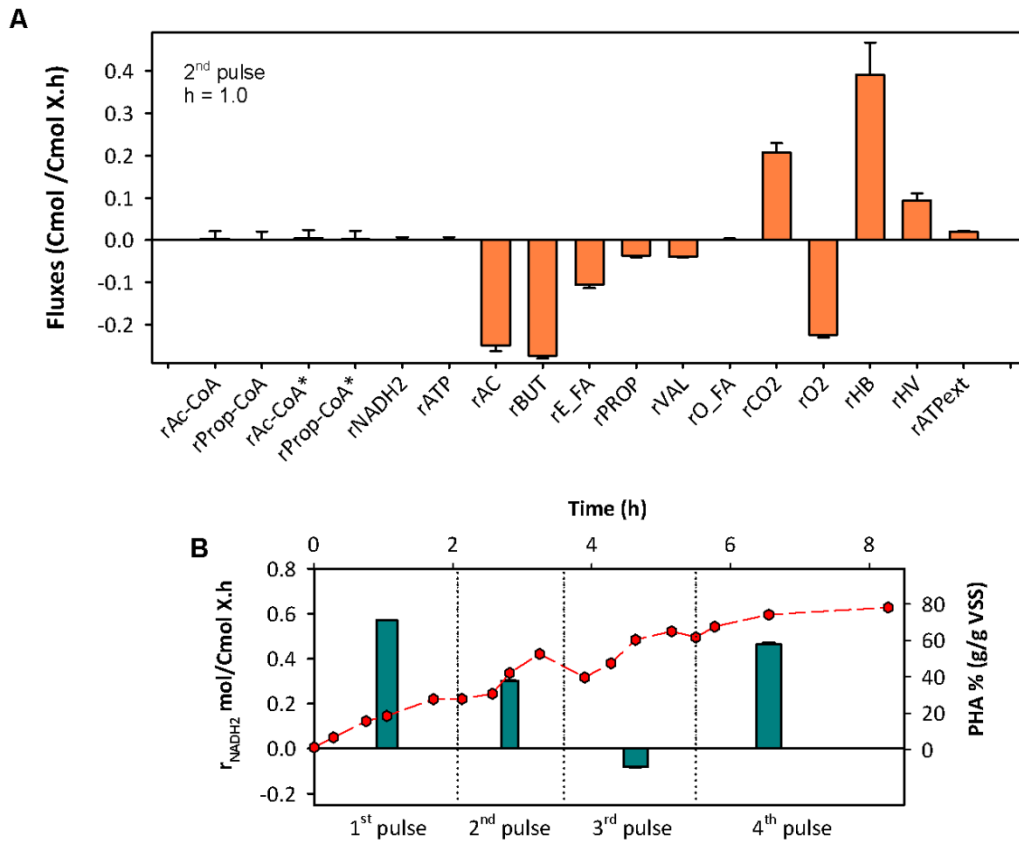 A
2nd pulse
h = 1.0
Fluxes (Cmol /Cmol X.h)
0.4
0.3
0.2
0.1
0.0
-0.1
-0.2
rAc-CoA
rProp-CoA
rAc-CoA*
rProp-CoA*
rNADH2
rATP
rAC
rBUT
rE_FA
rPROP
rVAL
rO_FA
rCO2
rO2
rHB
rHV
rATPext
B
Time (h)
0 2 4 6 8
rNADH2 mol/Cmol X.h
0.8
0.6
0.4
0.2
0.0
-0.2
80
60
40
20
0
PHA % (g/g VSS)
1st pulse 2nd pulse 3rd pulse 4th pulse